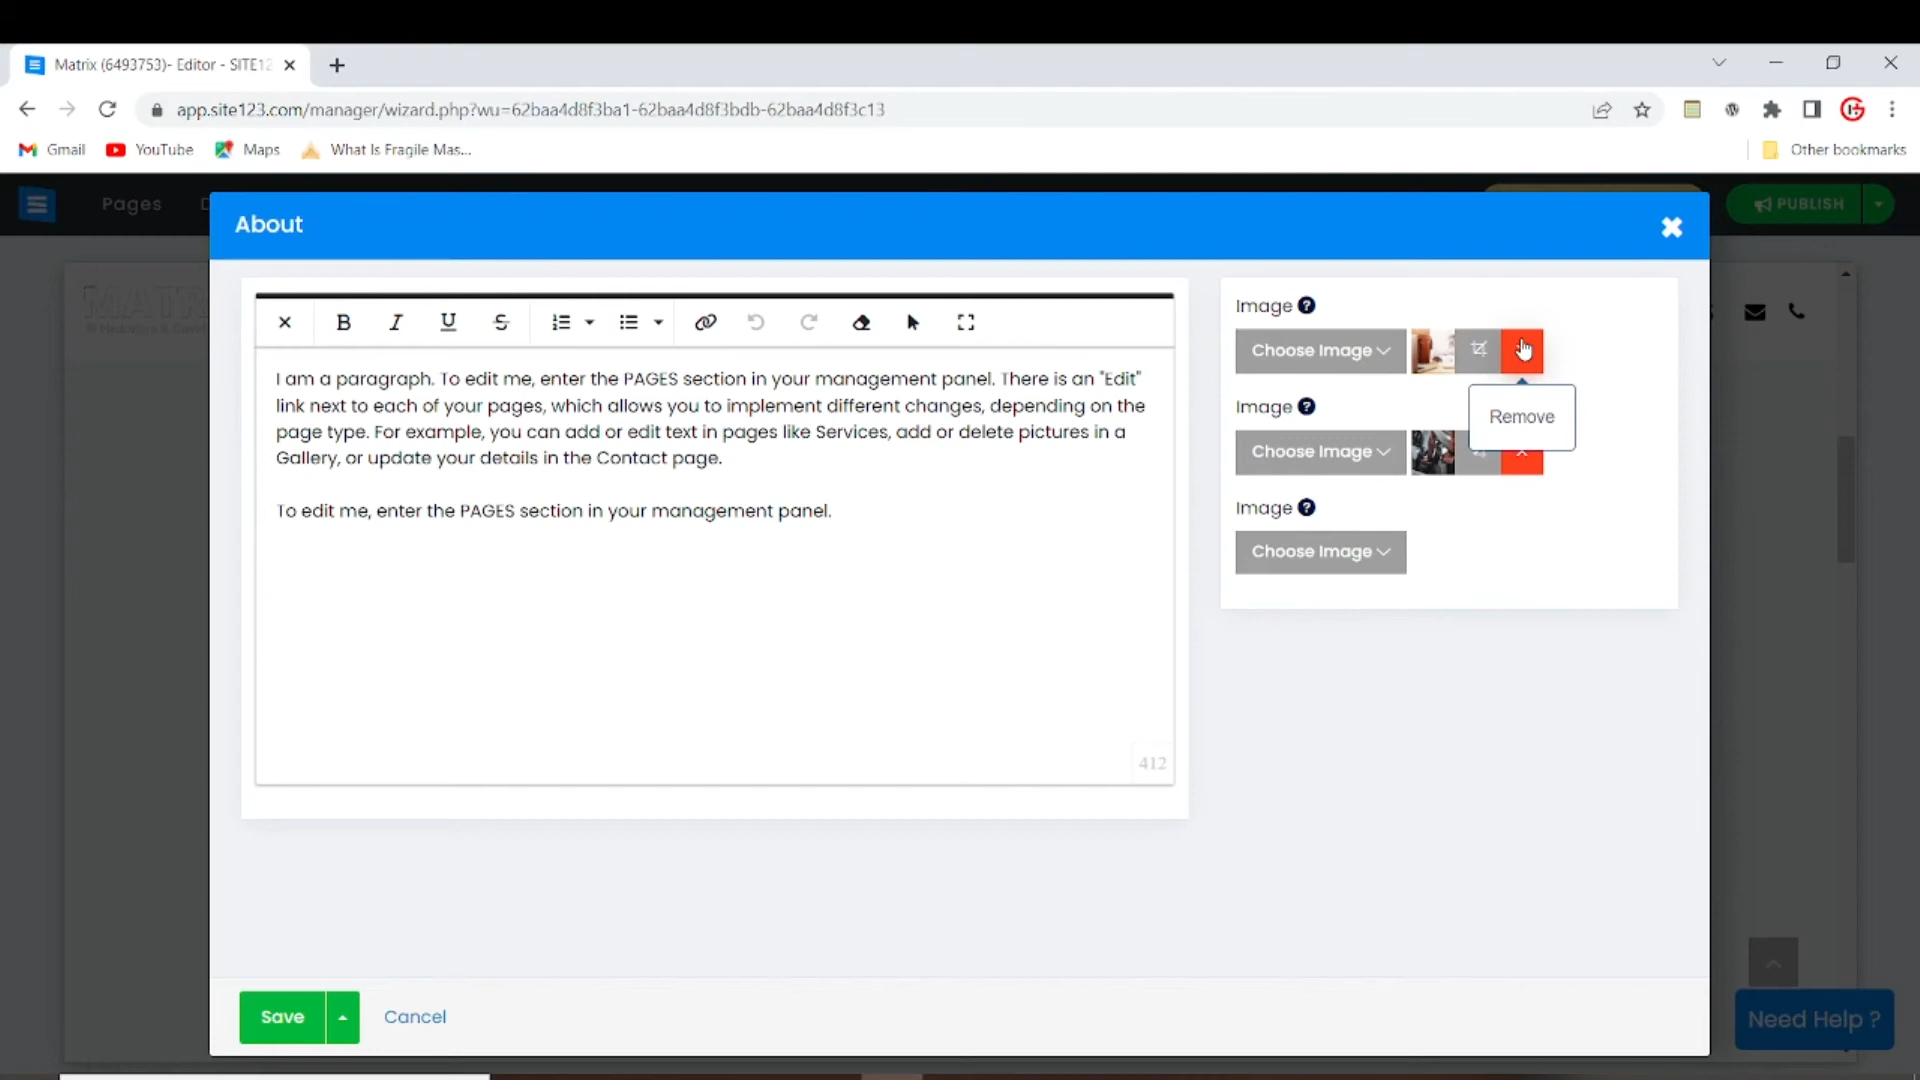 Matrix (6493753)- Editor - SITE12
app.site123.com/manager/wizard.php?wu=62baa4d8f3ba1-62baa4d8f3bdb-62baa4d8f3c13
Gmail YouTube Maps What Is Fragile Mas... Other bookmarks
Pages D PUBLISH
About
MATR
I am a paragraph. To edit me, enter the PAGES section in your management panel. There is an "Edit"
link next to each of your pages, which allows you to implement different changes, depending on the
page type. For example, you can add or edit text in pages like Services, add or delete pictures in a
Gallery, or update your details in the Contact page.
To edit me, enter the PAGES section in your management panel.
412
Image ?
Choose Image
Remove
Image ?
Choose Image
Image ?
Choose Image
Save Cancel
Need Help ?